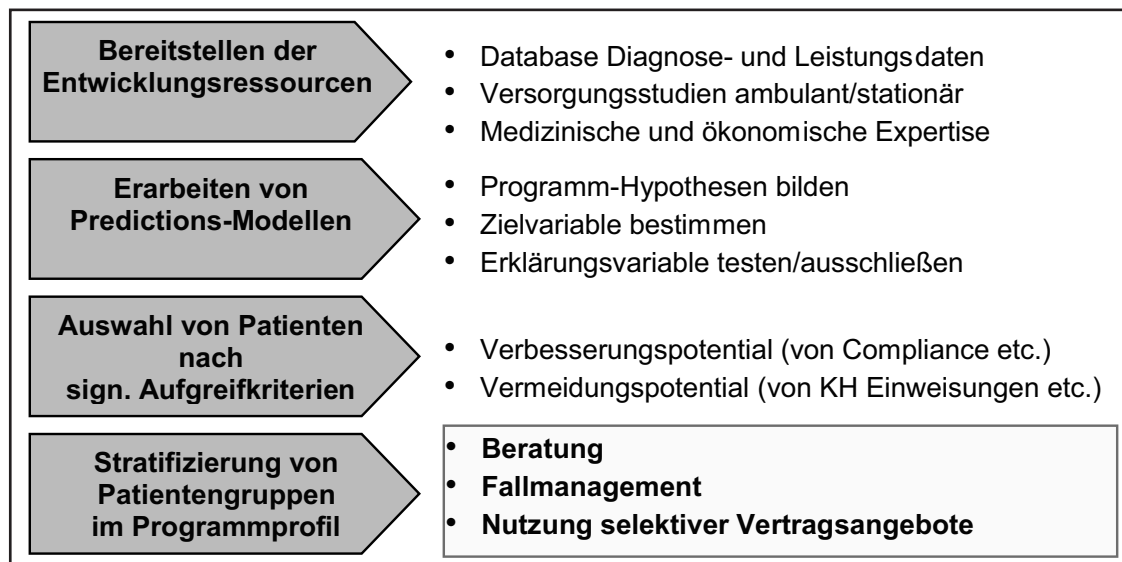 Bereitstellen der
Entwicklungsressourcen
• Database Diagnose- und Leistungsdaten
• Versorgungsstudien ambulant/stationär
• Medizinische und ökonomische Expertise
Erarbeiten von
Predictions-Modellen
• Programm-Hypothesen bilden
• Zielvariable bestimmen
• Erklärungsvariable testen/ausschließen
Auswahl von Patienten
nach
sign. Aufgreifkriterien
• Verbesserungspotential (von Compliance etc.)
• Vermeidungspotential (von KH Einweisungen etc.)
Stratifizierung von
Patientengruppen
im Programmprofil
• Beratung
• Fallmanagement
• Nutzung selektiver Vertragsangebote